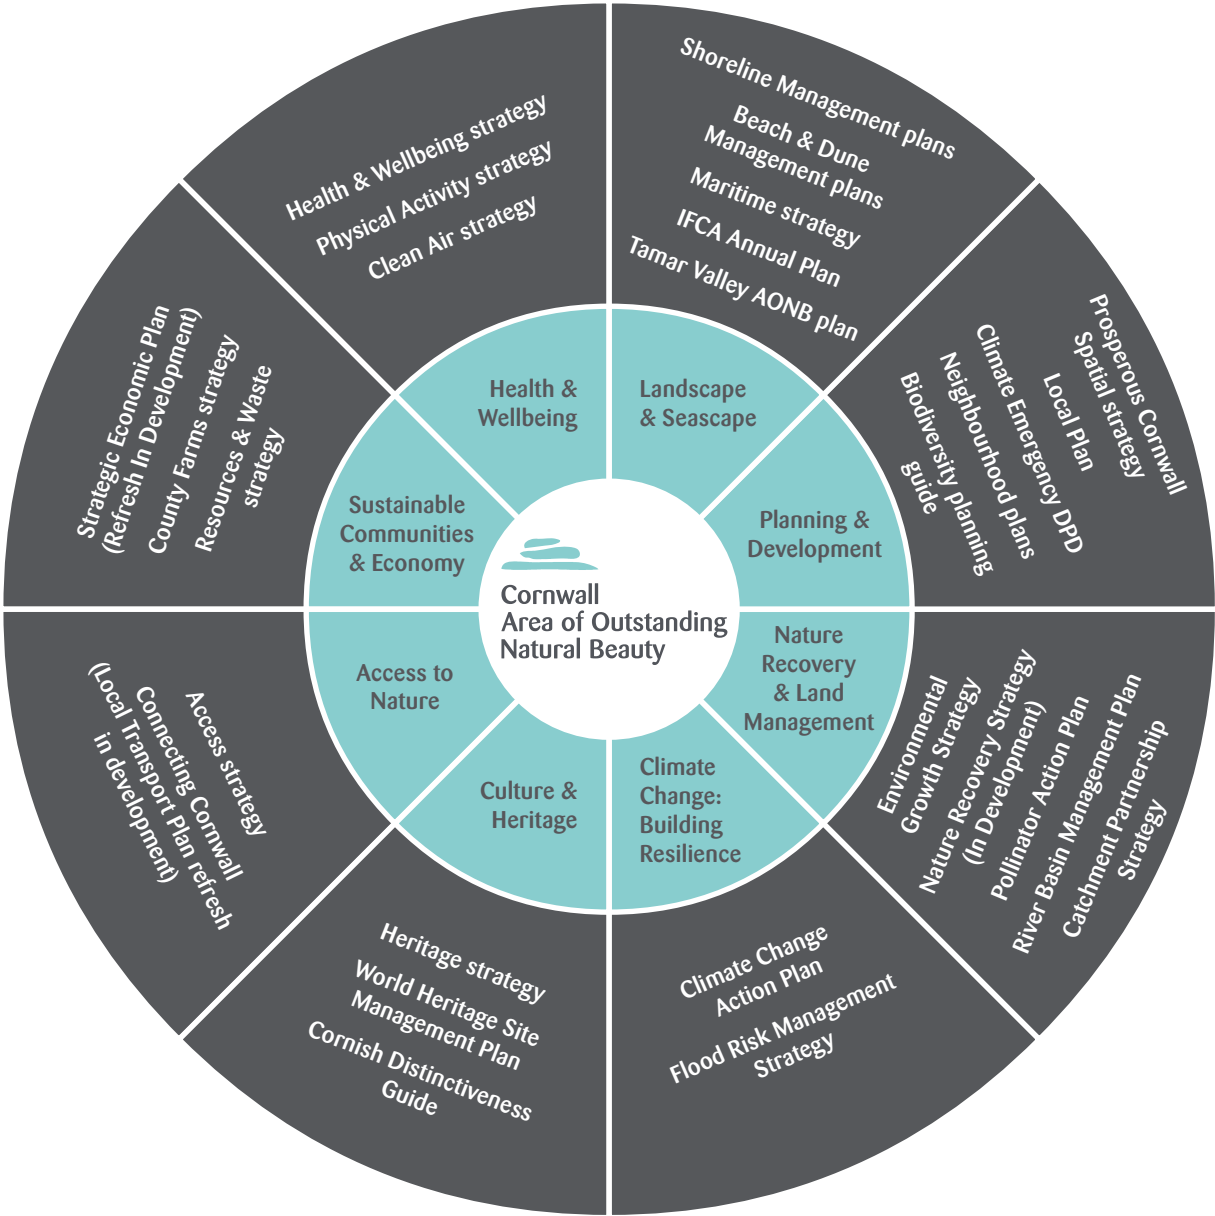 Cornwall
Area of Outstanding
Natural Beauty
Landscape
& Seascape
Shoreline Management plans
Beach & Dune
Management plans
Maritime strategy
IFCA Annual Plan
Tamar Valley AONB plan
Planning &
Development
Prosperous Cornwall
Spatial strategy
Local Plan
Climate Emergency DPD
Neighbourhood plans
Biodiversity planning
guide
Nature
Recovery
& Land
Management
Environmental
Growth Strategy
Nature Recovery Strategy
(In Development)
Pollinator Action Plan
River Basin Management Plan
Catchment Partnership
Strategy
Climate
Change:
Building
Resilience
Climate Change
Action Plan
Flood Risk Management
Strategy
Culture &
Heritage
Heritage strategy
World Heritage Site
Management Plan
Cornish Distinctiveness
Guide
Access to
Nature
Access strategy
Connecting Cornwall
(Local Transport Plan refresh
in development)
Sustainable
Communities
& Economy
Strategic Economic Plan
(Refresh In Development)
County Farms strategy
Resources & Waste
strategy
Health &
Wellbeing
Health & Wellbeing strategy
Physical Activity strategy
Clean Air strategy